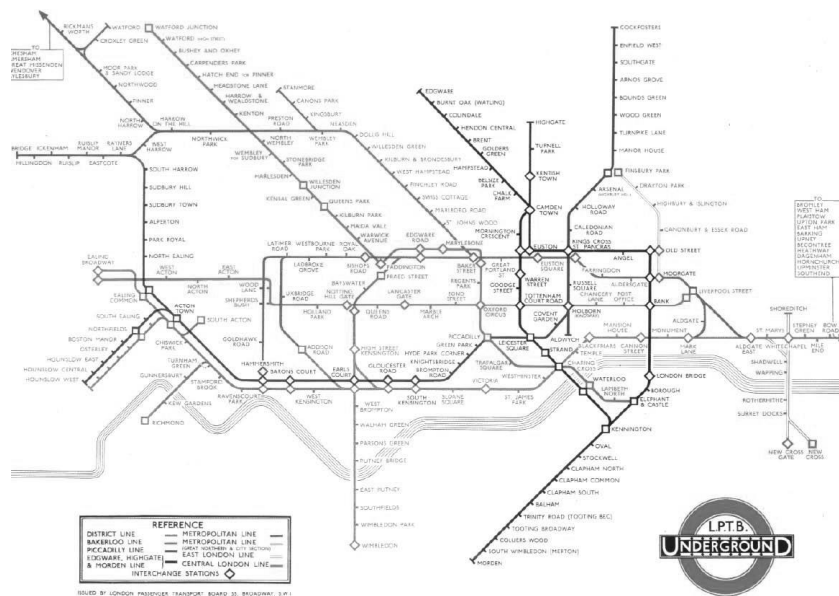 RICKMANS
WORTH
WATFORD
CROXLEY GREEN
WATFORD JUNCTION
WATFORD
BUSHEY AND OXHEY
CARPENDERS PARK
HATCH END
PINNER
HEADSTONE LANE
HARROW &
WEALDSTONE
KENTON
STANMORE
CANONS PARK
KINGSBURY
TO
MOOR PARK
& SANDY LODGE
NORTHWOOD
PINNER
NORTH
HARROW
HARROW
ON THE HILL
NORTHWICK
PARK
PRESTON
ROAD
NORTH
WEMBLEY
WEMBLEY
PARK
NEASDEN
DOLLIS HILL
WILLESDEN GREEN
KILBURN & BRONDESBURY
WEST HAMPSTEAD
FINCHLEY ROAD
SWISS COTTAGE
MARLBORO ROAD
ST JOHNS WOOD
EDGWARE
BURNT OAK (WATLING)
COLINDALE
HENDON CENTRAL
BRENT
GOLDERS
GREEN
HAMPSTEAD
BELSIZE
PARK
CHALK
FARM
HIGHGATE
TUFNELL
PARK
KENTISH
TOWN
CAMDEN
TOWN
MORNINGTON
CRESCENT
COCKFOSTERS
ENFIELD WEST
SOUTHGATE
ARNOS GROVE
BOUNDS GREEN
WOOD GREEN
TURNPIKE LANE
MANOR HOUSE
FINSBURY
PARK
ARSENAL
DRAYTON PARK
HOLLOWAY
ROAD
HIGHBURY & ISLINGTON
CALEDONIAN
ROAD
CANONBURY & ESSEX ROAD
BRIDGE
HILLINGDON
ICKENHAM
RUISLIP
RUISLIP
MANOR
EASTCOTE
RAYNERS
LANE
WEST
HARROW
SOUTH HARROW
SUDBURY HILL
SUDBURY TOWN
ALPERTON
PARK ROYAL
NORTH EALING
WEMBLEY
FOR SUDBURY
STONEBRIDGE
PARK
HARLESDEN
WILLESDEN
JUNCTION
KENSAL GREEN
QUEENS PARK
KILBURN PARK
MAIDA VALE
WARWICK
AVENUE
EDGWARE
ROAD
MARYLEBONE
LATIMER
ROAD
WESTBOURNE
PARK
ROYAL
OAK
LADBROKE
GROVE
BISHOPS
ROAD
PADDINGTON
PRAED STREET
BAKER
STREET
GREAT
PORTLAND
ST
EUSTON
EUSTON
SQUARE
KINGS CROSS
ST. PANCRAS
ANGEL
OLD STREET
FARRINGDON
MOORGATE
ALDERSGATE
EALING
BROADWAY
WEST
ACTON
NORTH
ACTON
EAST
ACTON
WOOD
LANE
SHEPHERDS
BUSH
UXBRIDGE
ROAD
HOLLAND
PARK
BAYSWATER
NOTTING
HILL GATE
QUEENS
ROAD
LANCASTER
GATE
MARBLE
ARCH
REGENTS
PARK
BOND
STREET
OXFORD
CIRCUS
GOODGE
STREET
WARREN
STREET
TOTTENHAM
COURT ROAD
COVENT
GARDEN
RUSSELL
SQUARE
HOLBORN
CHANCERY
LANE
POST
OFFICE
BANK
LIVERPOOL STREET
ALDGATE
EALING
COMMON
ACTON
TOWN
SOUTH EALING
NORTHFIELDS
BOSTON MANOR
OSTERLEY
HOUNSLOW EAST
HOUNSLOW CENTRAL
HOUNSLOW WEST
SOUTH ACTON
CHISWICK
PARK
TURNHAM
GREEN
GUNNERSBURY
KEW GARDENS
RICHMOND
STAMFORD
BROOK
RAVENSCOURT
PARK
GOLDHAWK
ROAD
HAMMERSMITH
BARONS COURT
WEST
KENSINGTON
ADDISON
ROAD
HIGH STREET
KENSINGTON
EARLS
COURT
GLOUCESTER
ROAD
SOUTH
KENSINGTON
BROMPTON
ROAD
KNIGHTSBRIDGE
HYDE PARK CORNER
GREEN PARK
PICCADILLY
LEICESTER
SQUARE
TRAFALGAR
SQUARE
STRAND
ALDWYCH
TEMPLE
BLACKFRIARS
MANSION
HOUSE
CANNON
STREET
MONUMENT
MARK
LANE
CHARING
CROSS
WESTMINSTER
ST. JAMES
PARK
VICTORIA
SLOANE
SQUARE
WATERLOO
LAMBETH
NORTH
ELEPHANT
& CASTLE
LONDON BRIDGE
BOROUGH
KENNINGTON
OVAL
STOCKWELL
CLAPHAM NORTH
CLAPHAM COMMON
CLAPHAM SOUTH
BALHAM
TRINITY ROAD (TOOTING BEC)
TOOTING BROADWAY
COLLIERS WOOD
SOUTH WIMBLEDON (MERTON)
MORDEN
WEST
BROMPTON
WALHAM GREEN
PARSONS GREEN
PUTNEY BRIDGE
EAST PUTNEY
SOUTHFIELDS
WIMBLEDON PARK
WIMBLEDON
SHOREDITCH
ALDGATE
EAST
ST. MARYS
WHITECHAPEL
STEPNEY
GREEN
MILE
END
BOW
ROAD
SHADWELL
WAPPING
ROTHERHITHE
SURREY DOCKS
NEW CROSS
GATE
NEW
CROSS
TO
BROMLEY
WEST HAM
PLAISTOW
UPTON PARK
EAST HAM
BARKING
UPNEY
BECONTREE
HEATHWAY
DAGENHAM
HORNCHURCH
UPMINSTER
SOUTHEND
REFERENCE
DISTRICT LINE
BAKERLOO LINE
PICCADILLY LINE
EDGWARE, HIGHGATE
& MORDEN LINE
METROPOLITAN LINE
METROPOLITAN LINE
(GREAT NORTHERN & CITY SECTION)
EAST LONDON LINE
CENTRAL LONDON LINE
INTERCHANGE STATIONS
L.P.T.B.
UNDERGROUND
ISSUED BY LONDON PASSENGER TRANSPORT BOARD 55, BROADWAY, S.W.1